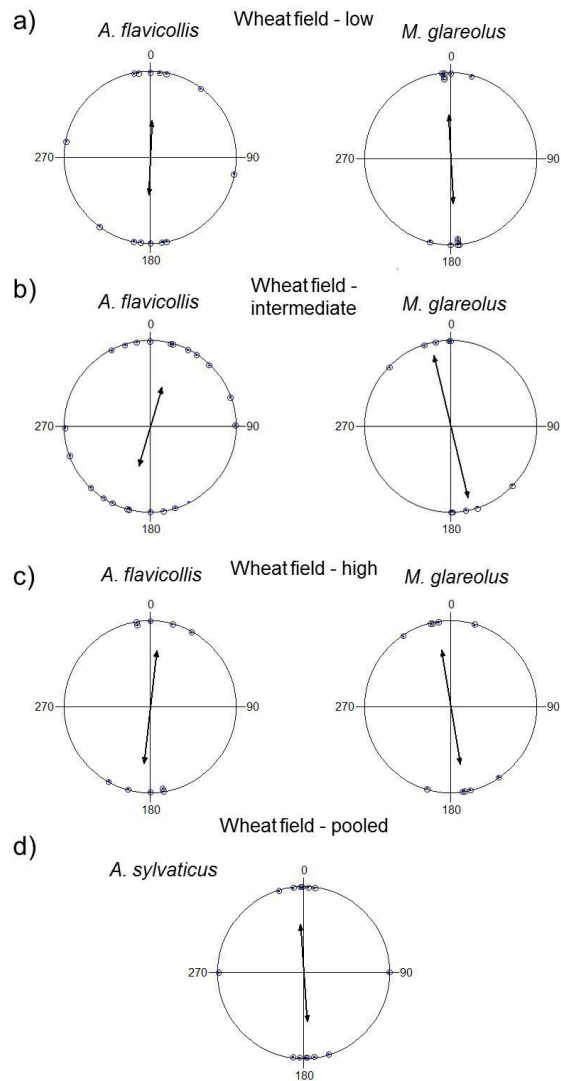 a)
Wheat field - low
A. flavicollis
M. glareolus
0
0
270
90
270
90
180
180
b)
Wheat field -
intermediate
A. flavicollis
M. glareolus
0
0
270
90
270
90
180
180
c)
Wheat field - high
A. flavicollis
M. glareolus
0
0
270
90
270
90
180
180
Wheat field - pooled
d)
A. sylvaticus
0
270
90
180